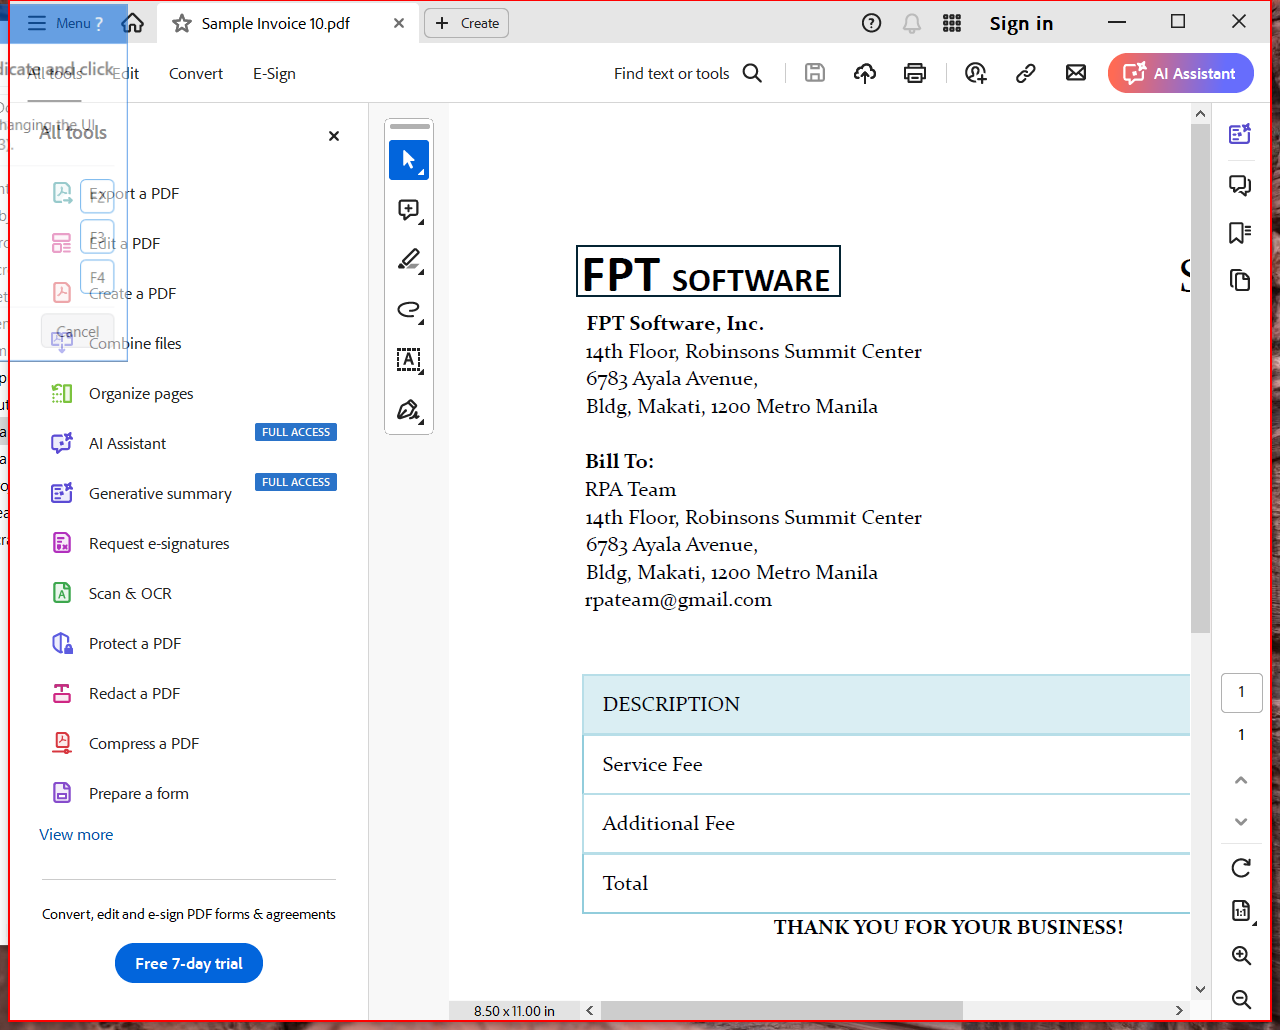 Menu
?
Sample Invoice 10.pdf
Create
Sign in
dicate and click
All tools
Edit
Convert
E-Sign
Find text or tools
AI Assistant
hanging the UI
3).
All tools
Export a PDF
F2
Edit a PDF
F3
Create a PDF
F4
Combine files
Cancel
Organize pages
AI Assistant
FULL ACCESS
Generative summary
FULL ACCESS
Request e-signatures
Scan & OCR
Protect a PDF
Redact a PDF
Compress a PDF
Prepare a form
View more
Convert, edit and e-sign PDF forms & agreements
Free 7-day trial
FPT SOFTWARE
FPT Software, Inc.
14th Floor, Robinsons Summit Center
6783 Ayala Avenue,
Bldg, Makati, 1200 Metro Manila
Bill To:
RPA Team
14th Floor, Robinsons Summit Center
6783 Ayala Avenue,
Bldg, Makati, 1200 Metro Manila
rpateam@gmail.com
DESCRIPTION
Service Fee
Additional Fee
Total
THANK YOU FOR YOUR BUSINESS!
8.50 x 11.00 in
1
1
1:1